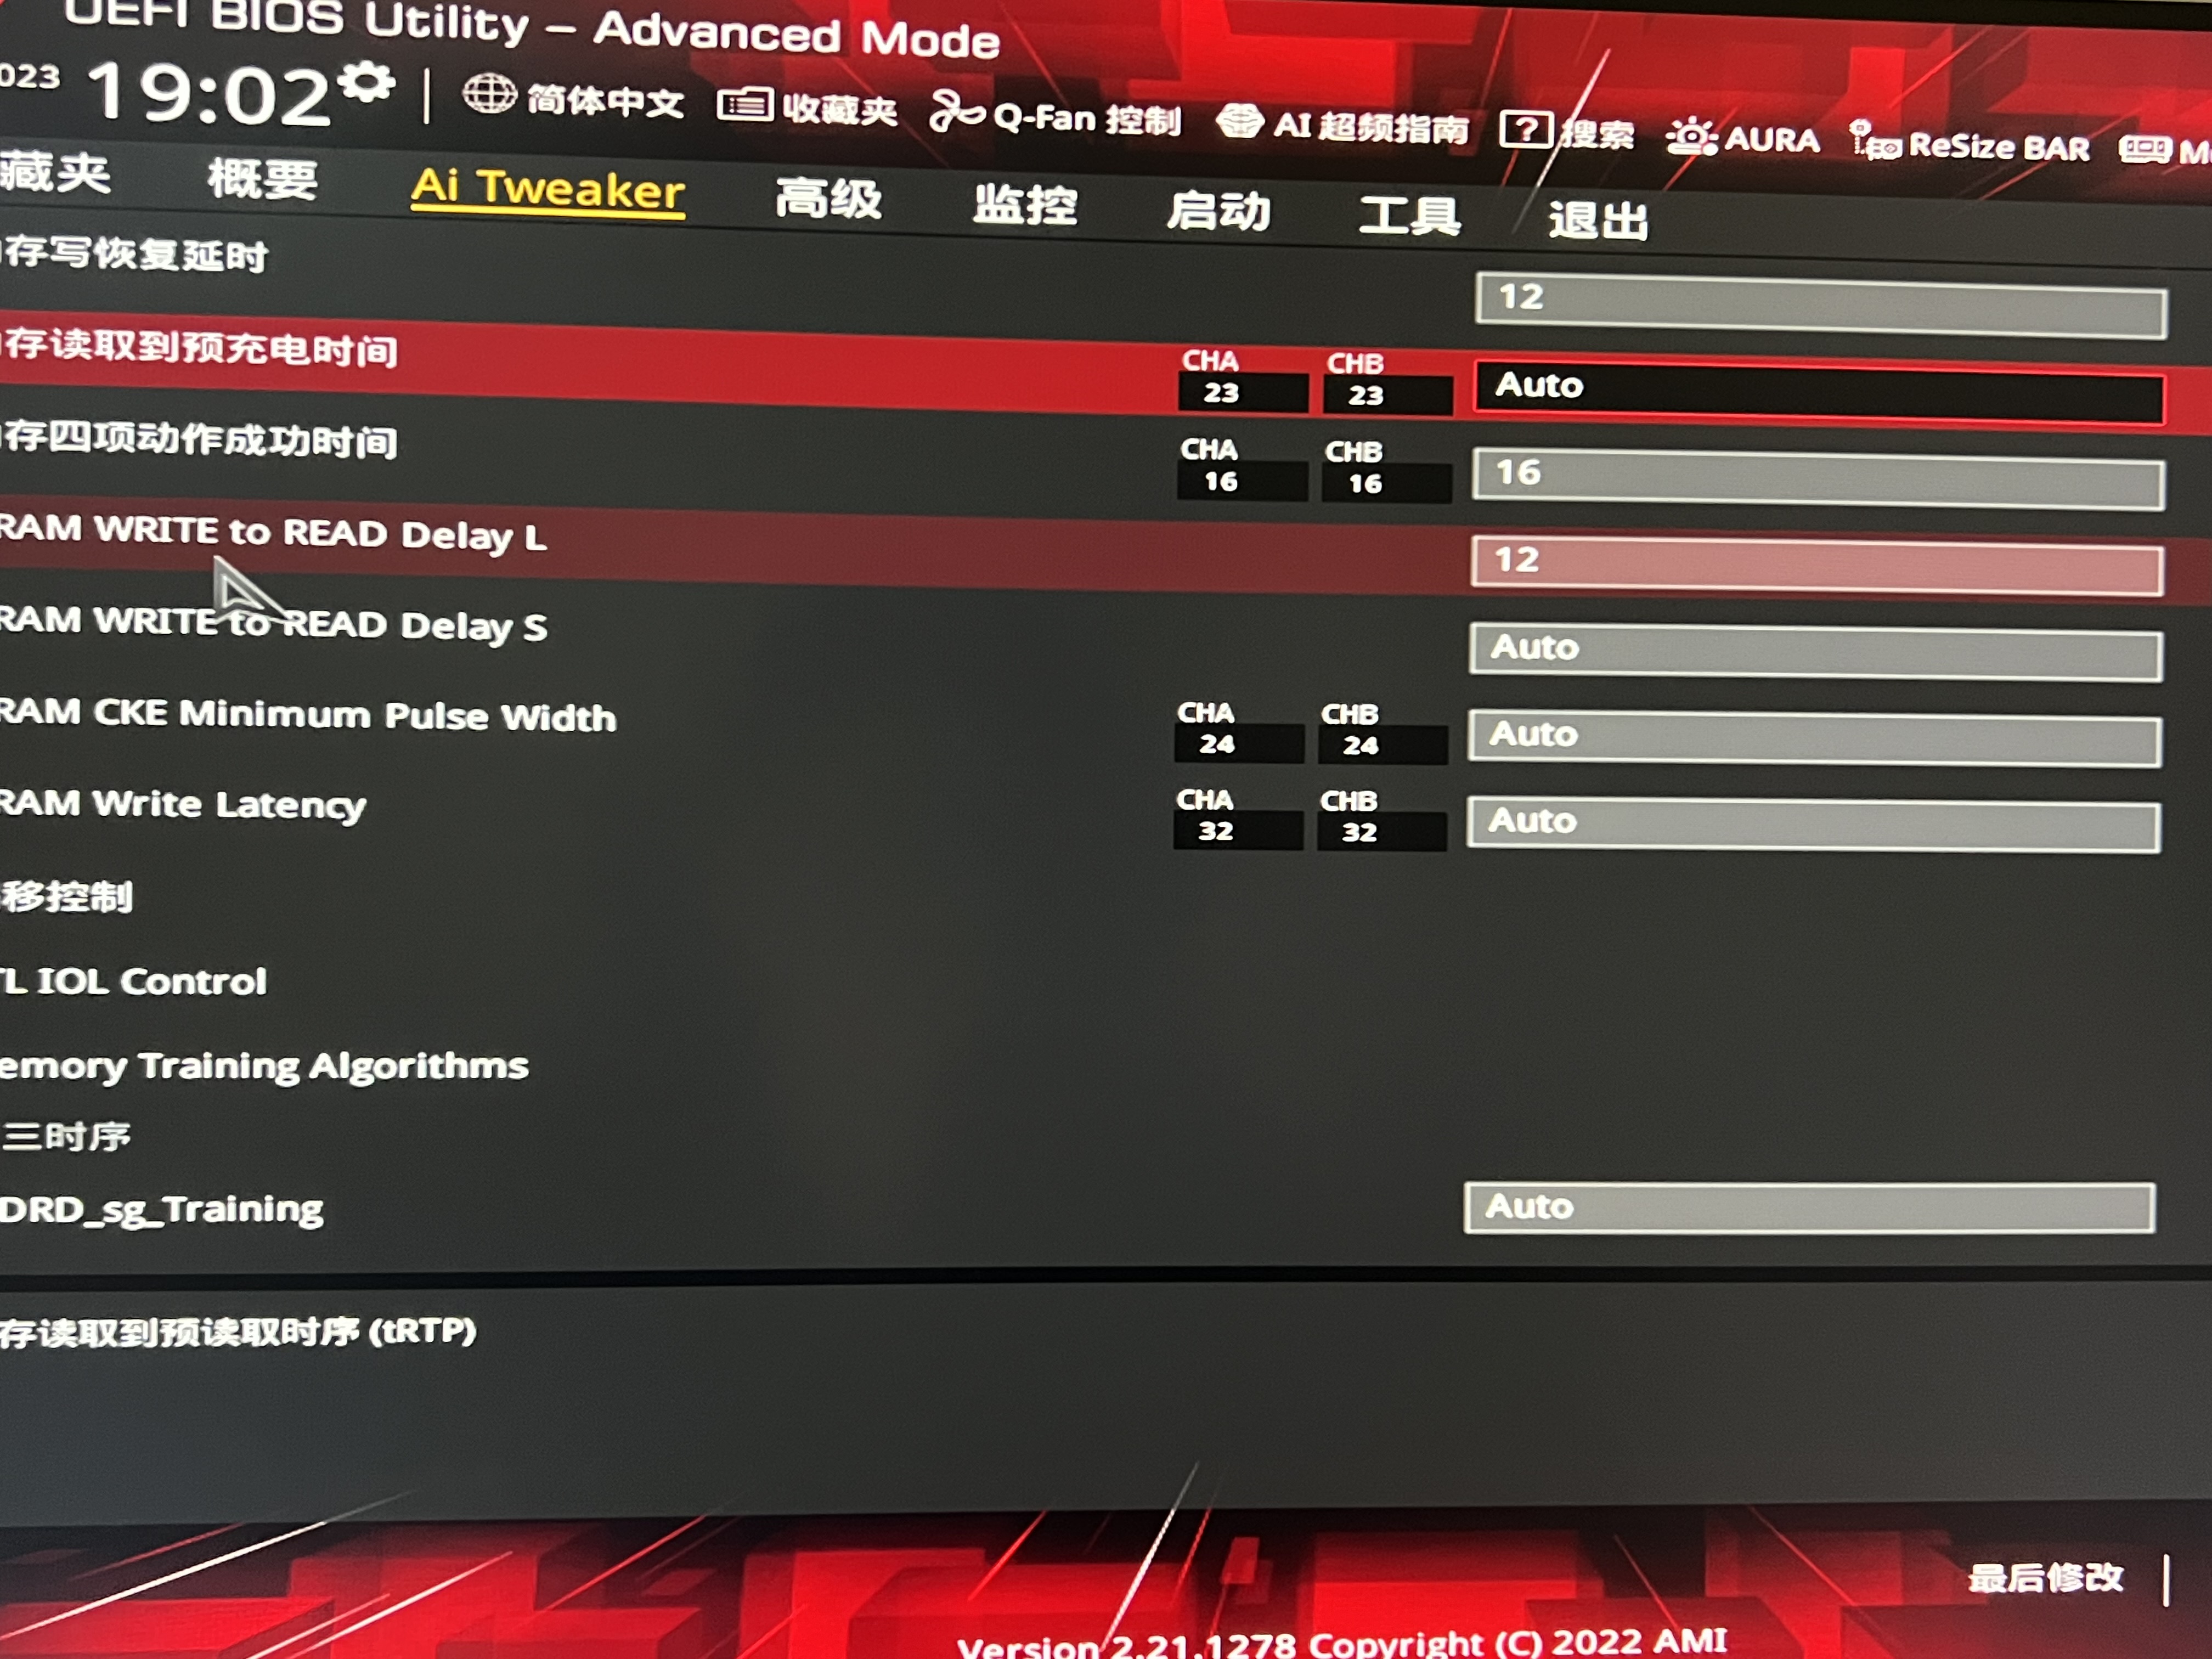 UEFI BIOS Utility – Advanced Mode
023 19:02 简体中文 收藏夹 Q-Fan 控制 AI 超频指南 ? 搜索 AURA ReSize BAR
藏夹 概要 Ai Tweaker 高级 监控 启动 工具 退出
存写恢复延时 12
存读取到预充电时间 CHA 23 CHB 23 Auto
存四项动作成功时间 CHA 16 CHB 16 16
RAM WRITE to READ Delay L 12
RAM WRITE to READ Delay S Auto
RAM CKE Minimum Pulse Width CHA 24 CHB 24 Auto
RAM Write Latency CHA 32 CHB 32 Auto
移控制
TL IOL Control
emory Training Algorithms
三时序
DRD_sg_Training Auto
存读取到预读取时序 (tRTP)
最后修改
Version 2.21.1278 Copyright (C) 2022 AMI